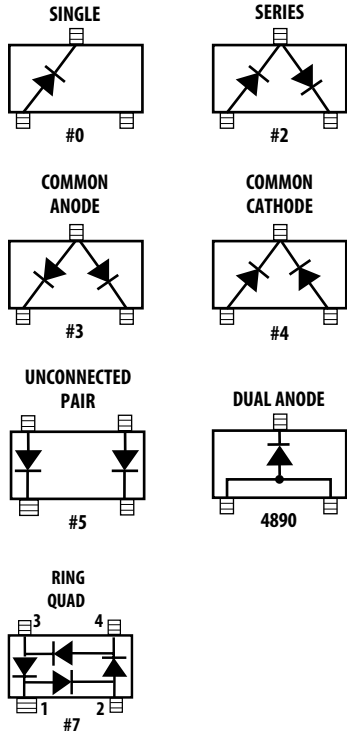 SINGLE
SERIES
#0
#2
COMMON
ANODE
COMMON
CATHODE
#3
#4
UNCONNECTED
PAIR
DUAL ANODE
#5
4890
RING
QUAD
3 4
1 2
#7